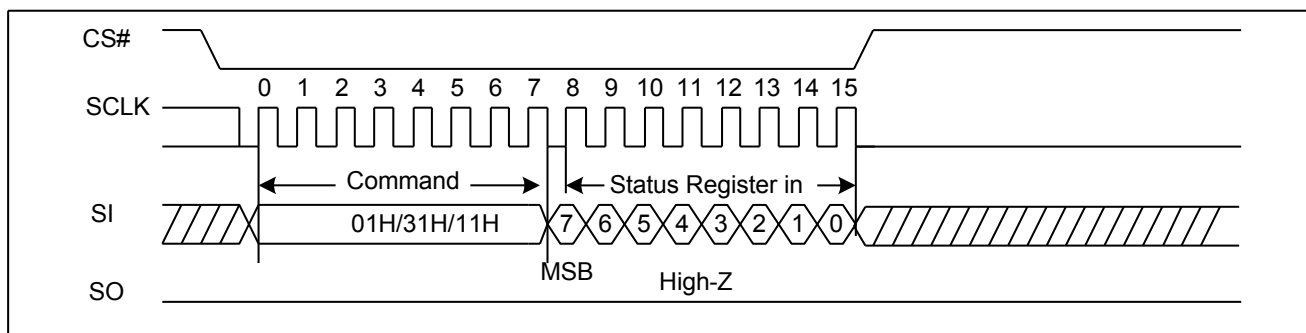 CS#
0 1 2 3 4 5 6 7 8 9 10 11 12 13 14 15
SCLK
Command Status Register in
SI 01H/31H/11H 7 6 5 4 3 2 1 0
MSB High-Z
SO